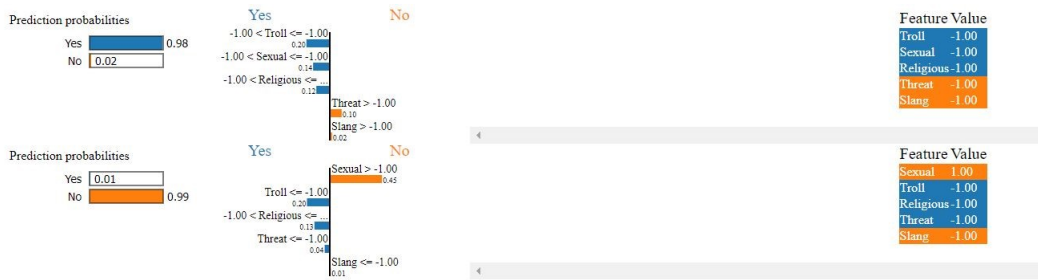 Prediction probabilities
Yes 0.98
No 0.02
Yes No
-1.00 < Troll <= -1.00
0.20
-1.00 < Sexual <= -1.00
0.14
-1.00 < Religious <= ...
0.12
Threat > -1.00
0.10
Slang > -1.00
0.02
Feature Value
Troll -1.00
Sexual -1.00
Religious -1.00
Threat -1.00
Slang -1.00
Prediction probabilities
Yes 0.01
No 0.99
Yes No
Sexual > -1.00
0.45
Troll <= -1.00
0.20
-1.00 < Religious <= ...
0.13
Threat <= -1.00
0.04
Slang <= -1.00
0.01
Feature Value
Sexual 1.00
Troll -1.00
Religious -1.00
Threat -1.00
Slang -1.00